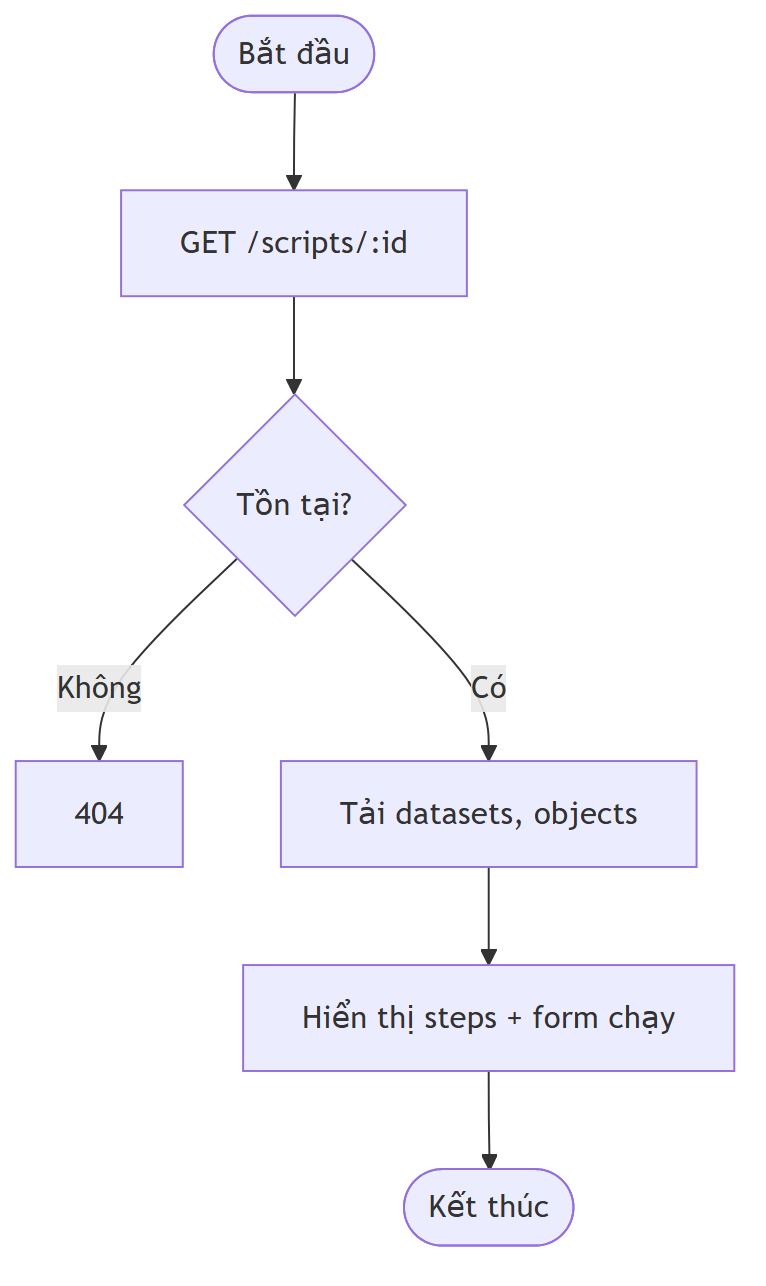 Bắt đầu
GET /scripts/:id
Tồn tại?
Không
Có
404
Tải datasets, objects
Hiển thị steps + form chạy
Kết thúc